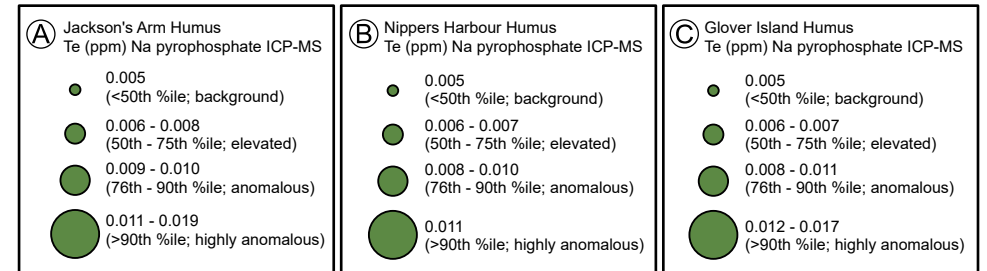 A Jackson's Arm Humus
Te (ppm) Na pyrophosphate ICP-MS
0.005
(<50th %ile; background)
0.006 - 0.008
(50th - 75th %ile; elevated)
0.009 - 0.010
(76th - 90th %ile; anomalous)
0.011 - 0.019
(>90th %ile; highly anomalous)
B Nippers Harbour Humus
Te (ppm) Na pyrophosphate ICP-MS
0.005
(<50th %ile; background)
0.006 - 0.007
(50th - 75th %ile; elevated)
0.008 - 0.010
(76th - 90th %ile; anomalous)
0.011
(>90th %ile; highly anomalous)
C Glover Island Humus
Te (ppm) Na pyrophosphate ICP-MS
0.005
(<50th %ile; background)
0.006 - 0.007
(50th - 75th %ile; elevated)
0.008 - 0.011
(76th - 90th %ile; anomalous)
0.012 - 0.017
(>90th %ile; highly anomalous)